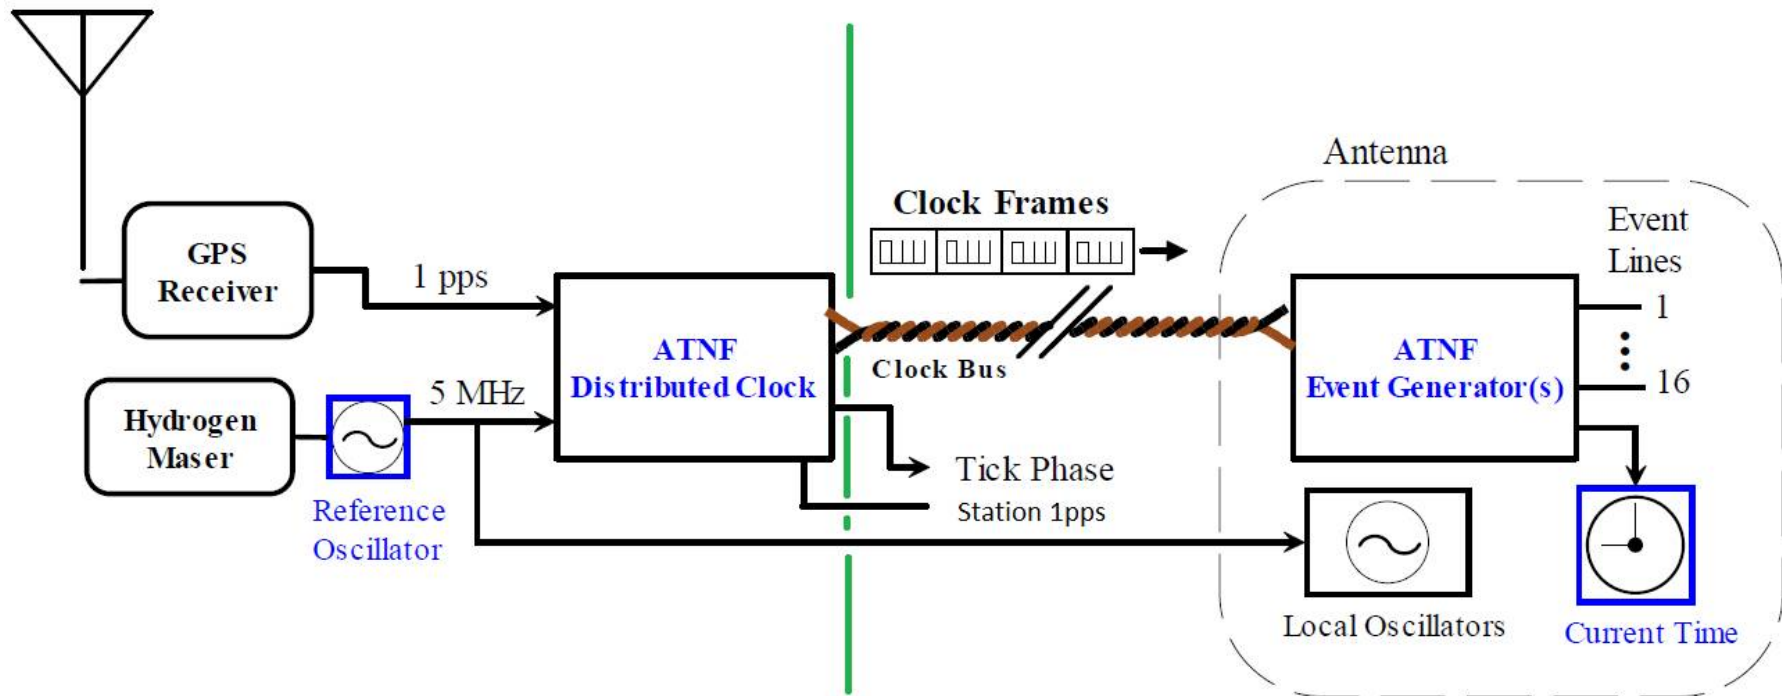 Antenna
Clock Frames
Event
Lines
GPS
Receiver
1 pps
1
ATNF
Distributed Clock
Clock Bus
ATNF
Event Generator(s)
16
5 MHz
Hydrogen
Maser
Tick Phase
Station 1pps
Reference
Oscillator
Local Oscillators
Current Time